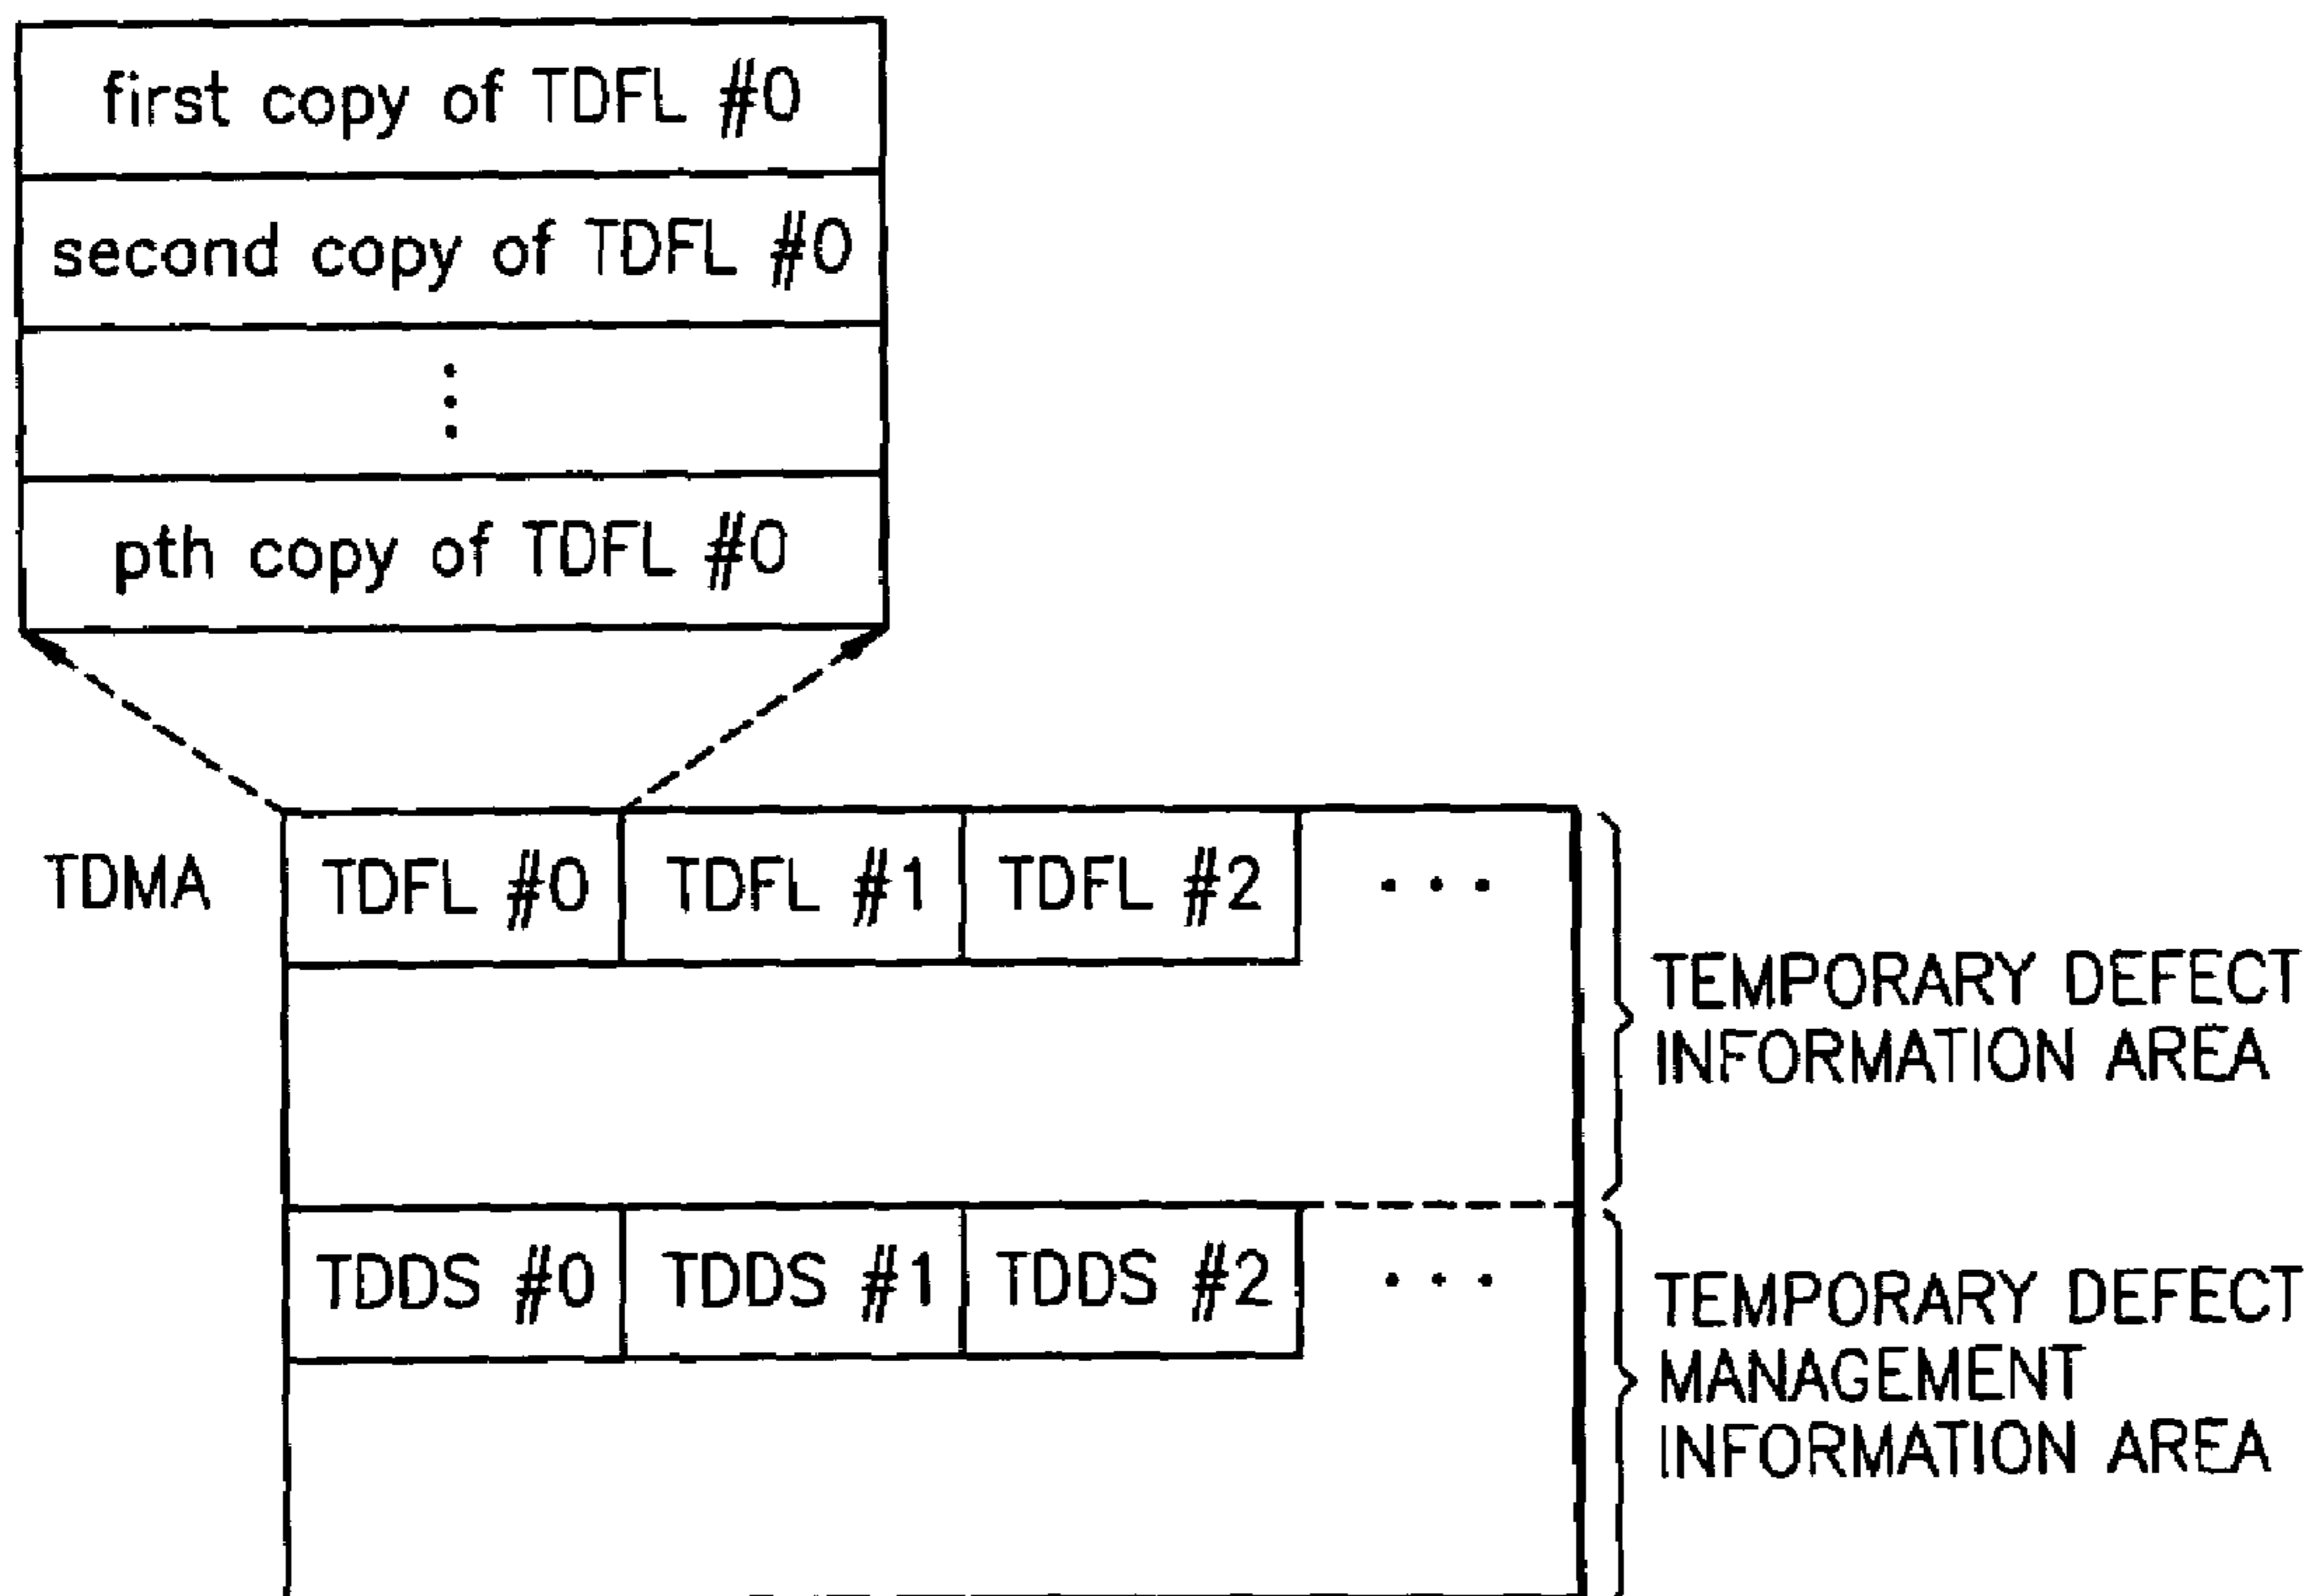 first copy of TDFL #0
second copy of TDFL #0
⋮
pth copy of TDFL #0
TDMA
TDFL #0 TDFL #1 TDFL #2 ...
TEMPORARY DEFECT
INFORMATION AREA
TDDS #0 TDDS #1 TDDS #2 ...
TEMPORARY DEFECT
MANAGEMENT
INFORMATION AREA